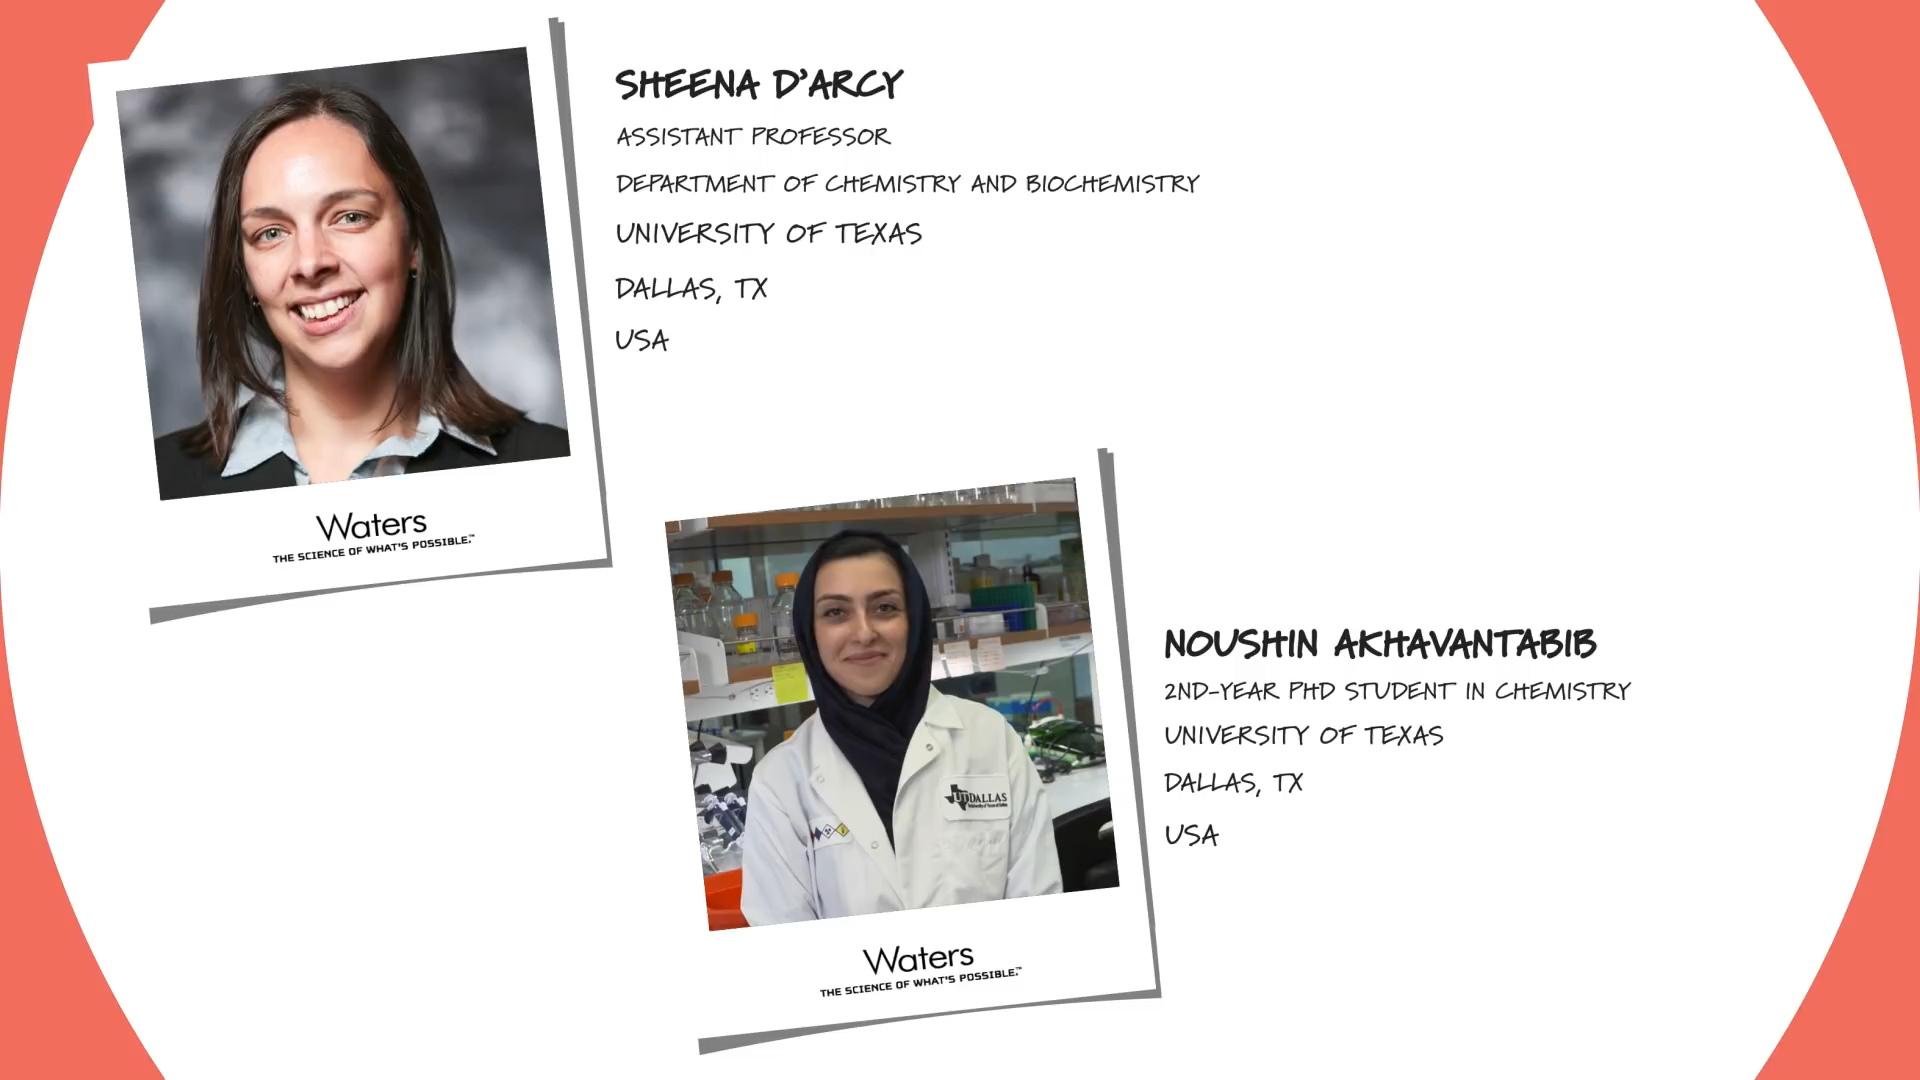 SHEENA D'ARCY
ASSISTANT PROFESSOR
DEPARTMENT OF CHEMISTRY AND BIOCHEMISTRY
UNIVERSITY OF TEXAS
DALLAS, TX
USA
Waters
THE SCIENCE OF WHAT'S POSSIBLE.™
NOUSHIN AKHAVANTABIB
2ND-YEAR PHD STUDENT IN CHEMISTRY
UNIVERSITY OF TEXAS
DALLAS, TX
USA
UTDALLAS
Waters
THE SCIENCE OF WHAT'S POSSIBLE.™